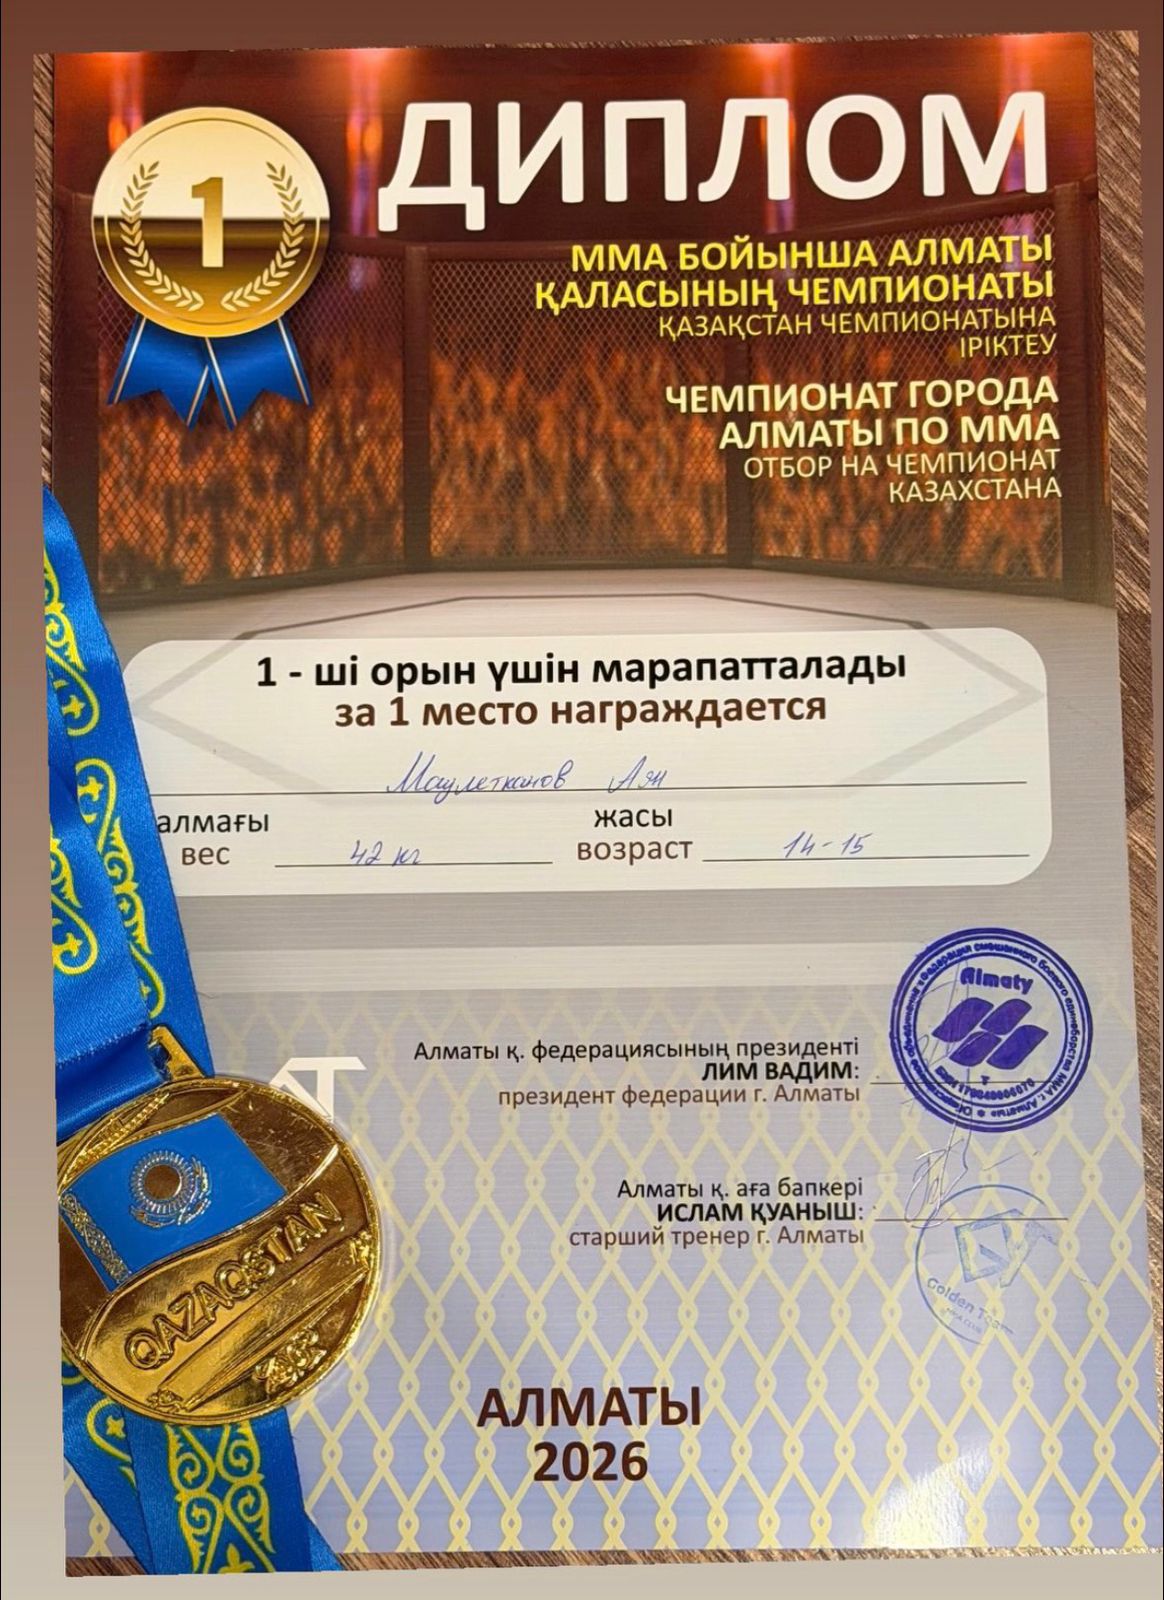 1
ДИПЛОМ
ММА БОЙЫНША АЛМАТЫ
ҚАЛАСЫНЫҢ ЧЕМПИОНАТЫ
ҚАЗАҚСТАН ЧЕМПИОНАТЫНА
ІРІКТЕУ
ЧЕМПИОНАТ ГОРОДА
АЛМАТЫ ПО ММА
ОТБОР НА ЧЕМПИОНАТ
КАЗАХСТАНА
1 - ші орын үшін марапатталады
за 1 место награждается
Маулетканов Аян
алмағы
вес 42 кг
жасы
возраст 14-15
Almaty
Алматы қ. федерациясының президенті
ЛИМ ВАДИМ:
президент федерации г. Алматы
Алматы қ. аға бапкері
ИСЛАМ ҚУАНЫШ:
старший тренер г. Алматы
Golden
QAZAQSTAN
АЛМАТЫ
2026